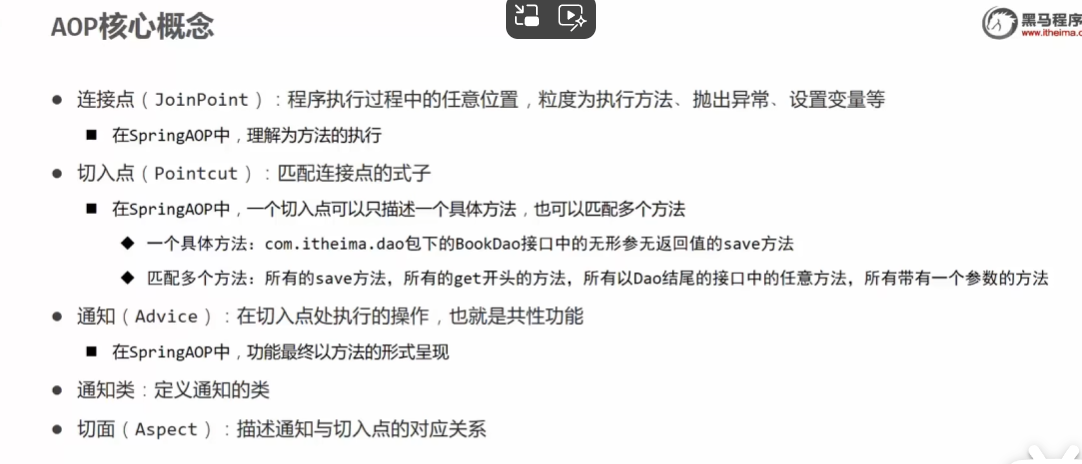 AOP核心概念
黑马程序
www.itheima.c
连接点（JoinPoint）：程序执行过程中的任意位置，粒度为执行方法、抛出异常、设置变量等
在SpringAOP中，理解为方法的执行
切入点（Pointcut）：匹配连接点的式子
在SpringAOP中，一个切入点可以只描述一个具体方法，也可以匹配多个方法
一个具体方法：com.itheima.dao包下的BookDao接口中的无形参无返回值的save方法
匹配多个方法：所有的save方法，所有的get开头的方法，所有以Dao结尾的接口中的任意方法，所有带有一个参数的方法
通知（Advice）：在切入点处执行的操作，也就是共性功能
在SpringAOP中，功能最终以方法的形式呈现
通知类：定义通知的类
切面（Aspect）：描述通知与切入点的对应关系